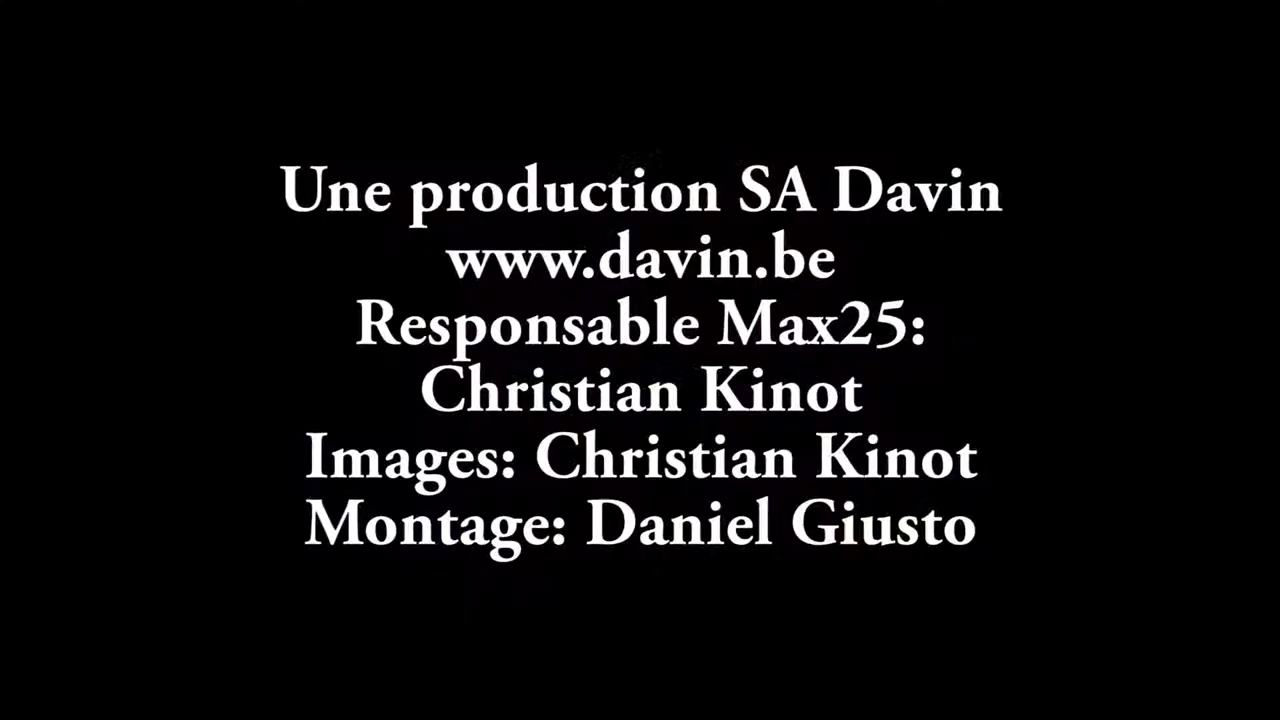 Une production SA Davin
www.davin.be
Responsable Max25:
Christian Kinot
Images: Christian Kinot
Montage: Daniel Giusto